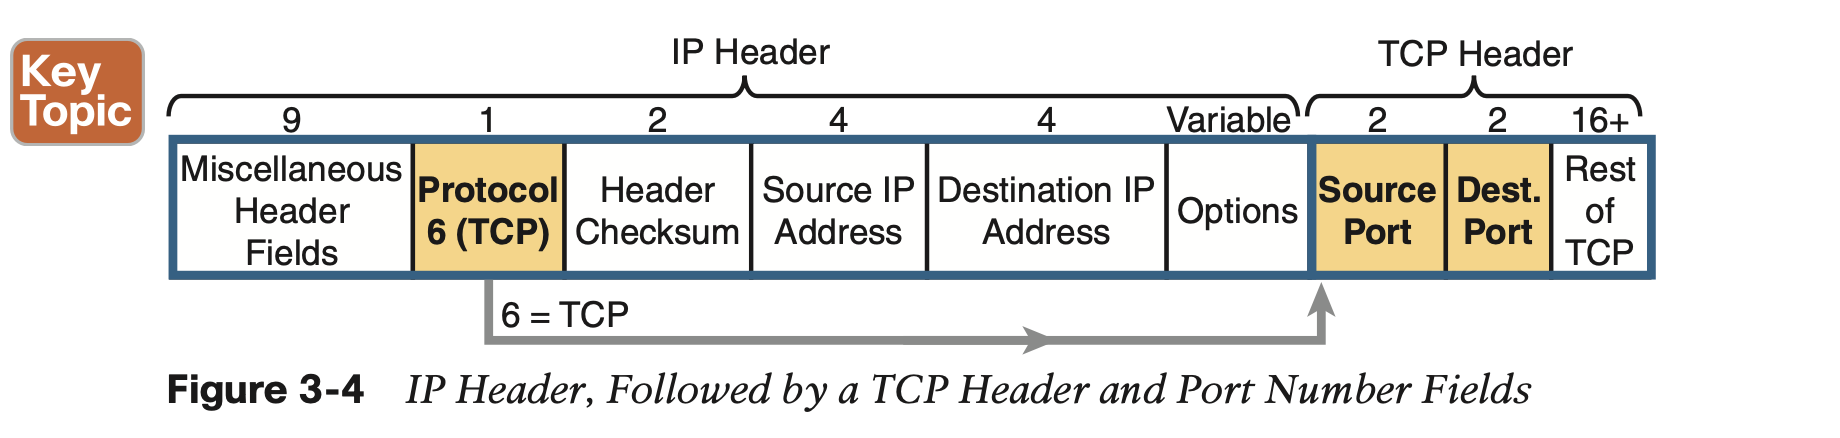 Key
Topic
IP Header
TCP Header
9 1 2 4 4 Variable 2 2 16+
Miscellaneous
Header
Fields
Protocol
6 (TCP)
Header
Checksum
Source IP
Address
Destination IP
Address
Options
Source
Port
Dest.
Port
Rest
of
TCP
6 = TCP
Figure 3-4 IP Header, Followed by a TCP Header and Port Number Fields